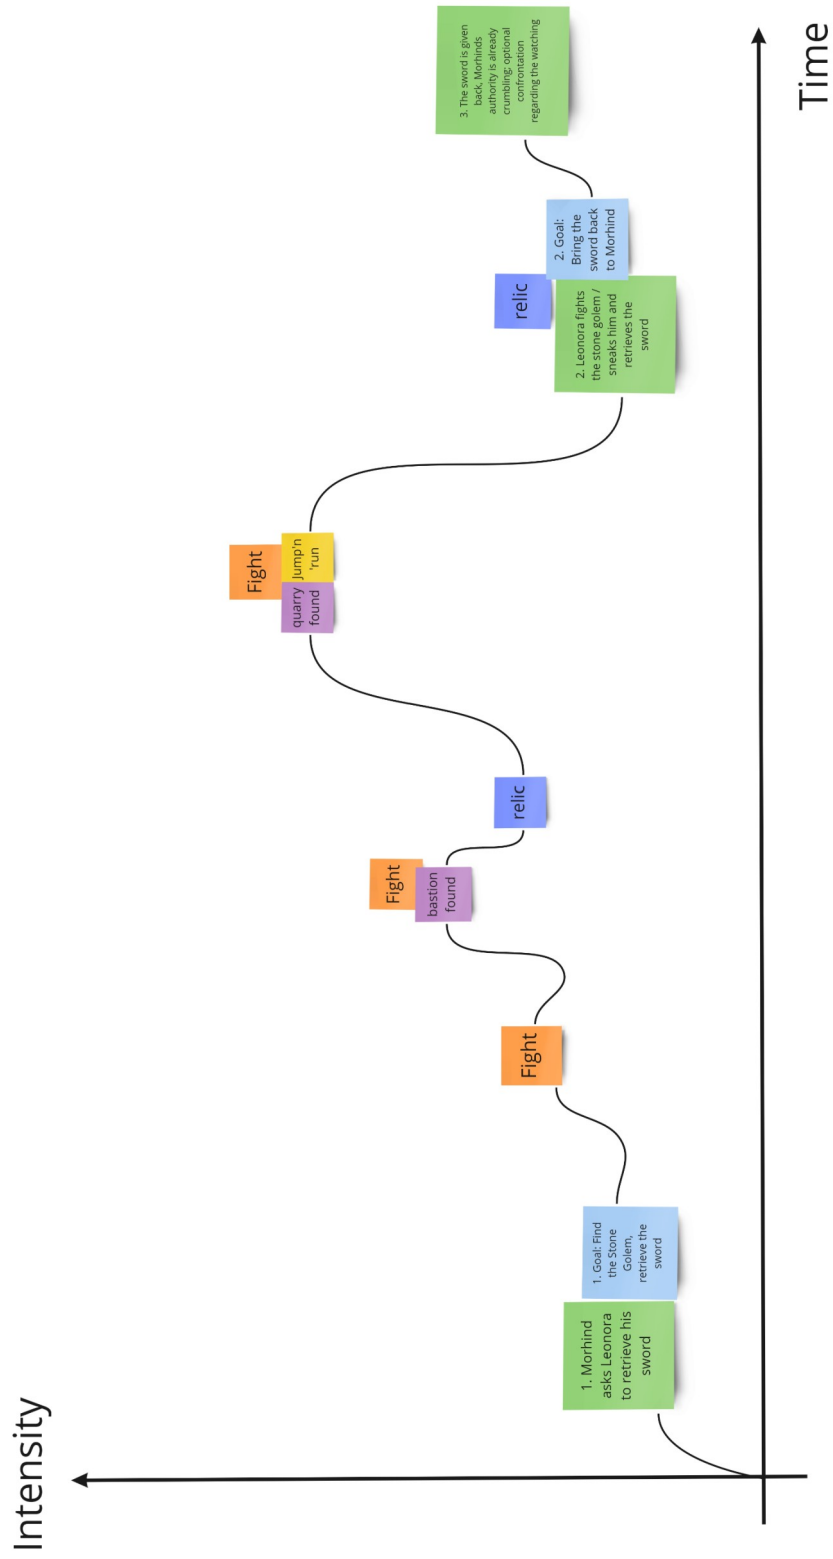 Intensity
1. Morhind
asks Leonora
to retrieve his
sword
1. Goal: Find
the Stone
Golem,
retrieve the
sword
Fight
Fight
bastion
found
relic
Fight
quarry
found
Jump'n
'run
relic
2. Leonora fights
the stone golem /
sneaks him and
retrieves the
sword
2. Goal:
Bring the
sword back
to Morhind
3. The sword is given
back, Morhinds
authority is already
crumbling; optional
confrontation
regarding the watching
Time